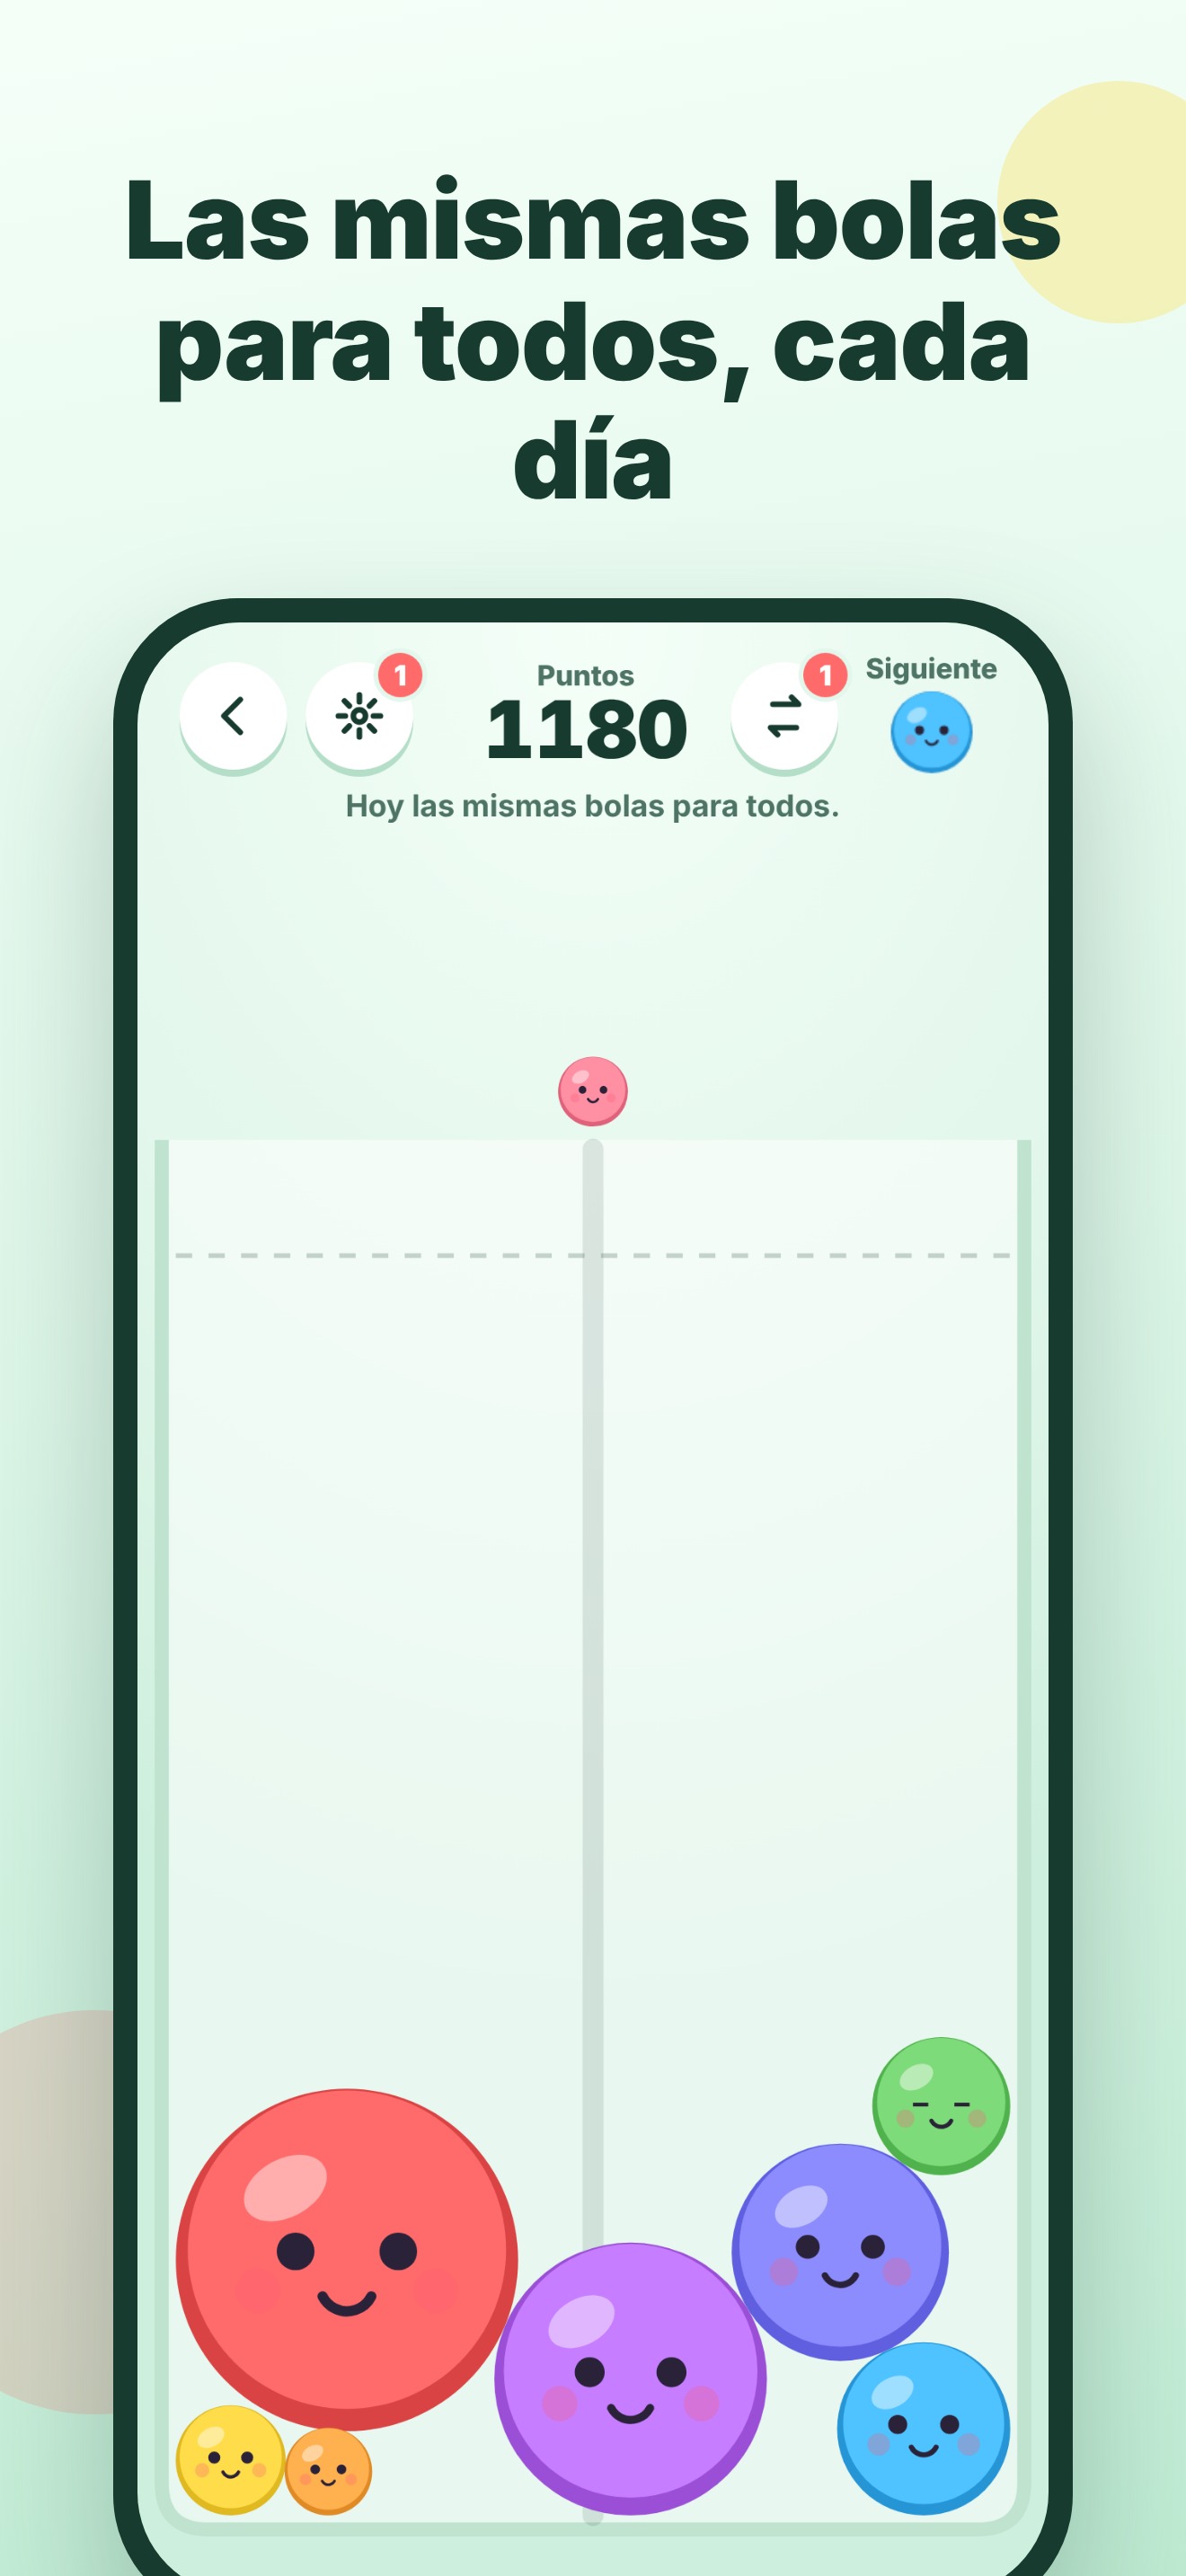 Las mismas bolas
para todos, cada
día
1
Puntos
1180
1
Siguiente
Hoy las mismas bolas para todos.